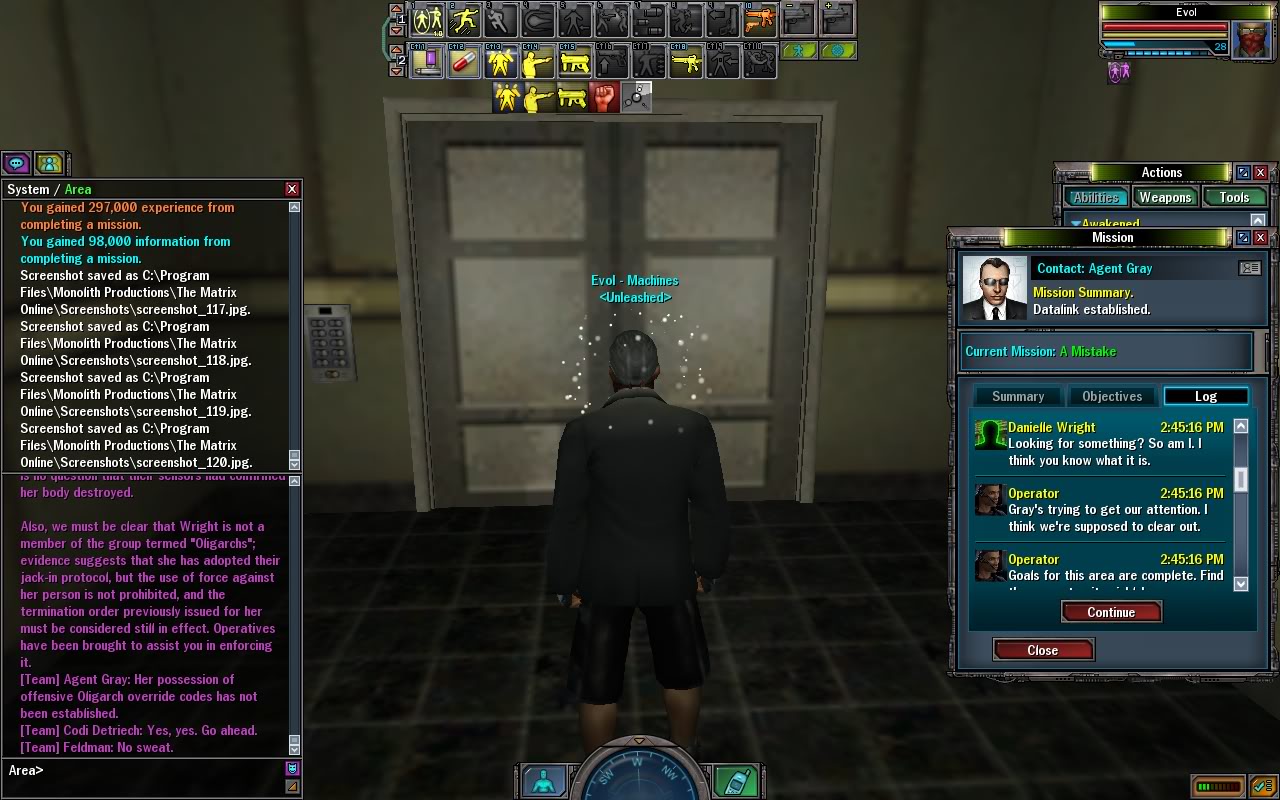 Evol
28
System / Area
You gained 297,000 experience from
completing a mission.
You gained 98,000 information from
completing a mission.
Screenshot saved as C:\Program
Files\Monolith Productions\The Matrix
Online\Screenshots\screenshot_117.jpg.
Screenshot saved as C:\Program
Files\Monolith Productions\The Matrix
Online\Screenshots\screenshot_118.jpg.
Screenshot saved as C:\Program
Files\Monolith Productions\The Matrix
Online\Screenshots\screenshot_119.jpg.
Screenshot saved as C:\Program
Files\Monolith Productions\The Matrix
Online\Screenshots\screenshot_120.jpg.
is no question that their sensors had confirmed
her body destroyed.
Also, we must be clear that Wright is not a
member of the group termed "Oligarchs";
evidence suggests that she has adopted their
jack-in protocol, but the use of force against
her person is not prohibited, and the
termination order previously issued for her
must be considered still in effect. Operatives
have been brought to assist you in enforcing
it.
[Team] Agent Gray: Her possession of
offensive Oligarch override codes has not
been established.
[Team] Codi Detriech: Yes, yes. Go ahead.
[Team] Feldman: No sweat.
Area>
Evol - Machines
<Unleashed>
SW W NW
Actions
Abilities Weapons Tools
Awakened
Mission
Contact: Agent Gray
Mission Summary.
Datalink established.
Current Mission: A Mistake
Summary Objectives Log
Danielle Wright 2:45:16 PM
Looking for something? So am I. I
think you know what it is.
Operator 2:45:16 PM
Gray's trying to get our attention. I
think we're supposed to clear out.
Operator 2:45:16 PM
Goals for this area are complete. Find
Continue
Close